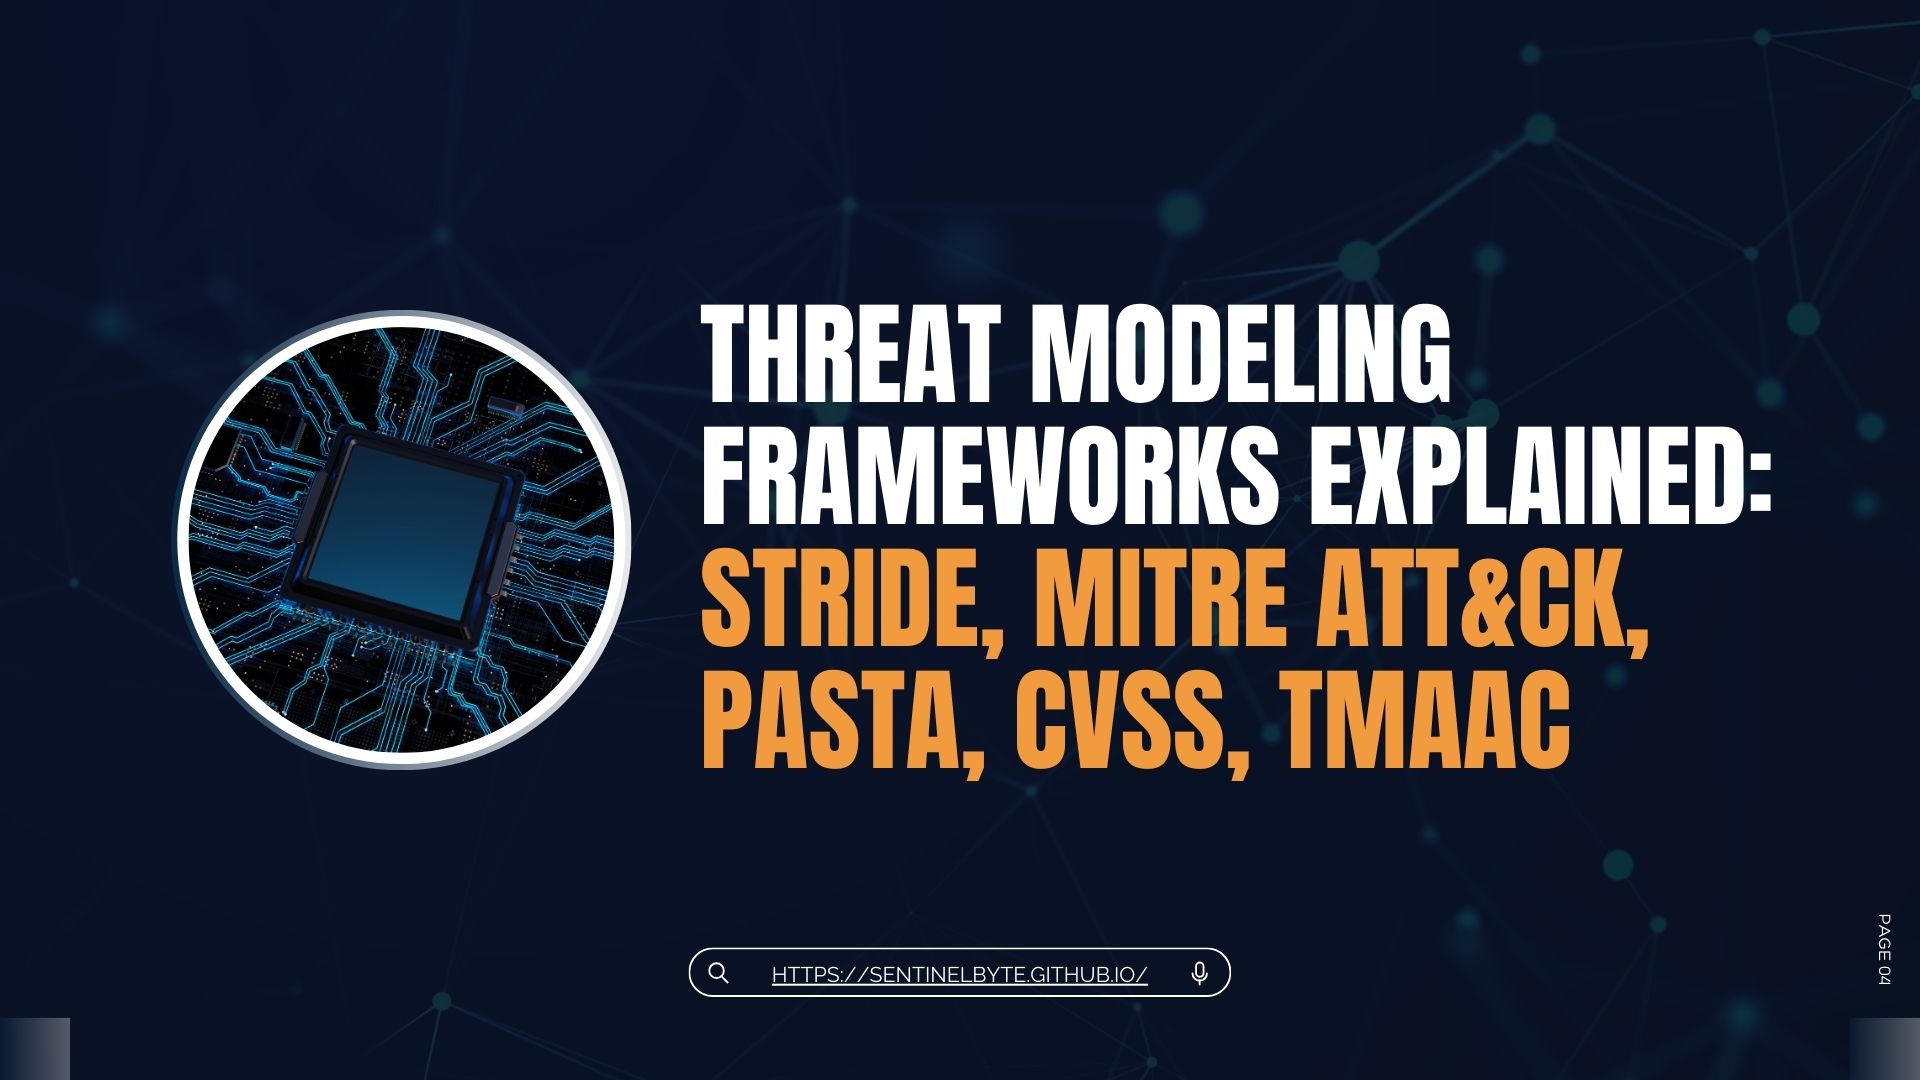 THREAT MODELING
FRAMEWORKS EXPLAINED:
STRIDE, MITRE ATT&CK,
PASTA, CVSS, TMAAC
HTTPS://SENTINELBYTE.GITHUB.IO/
PAGE 04